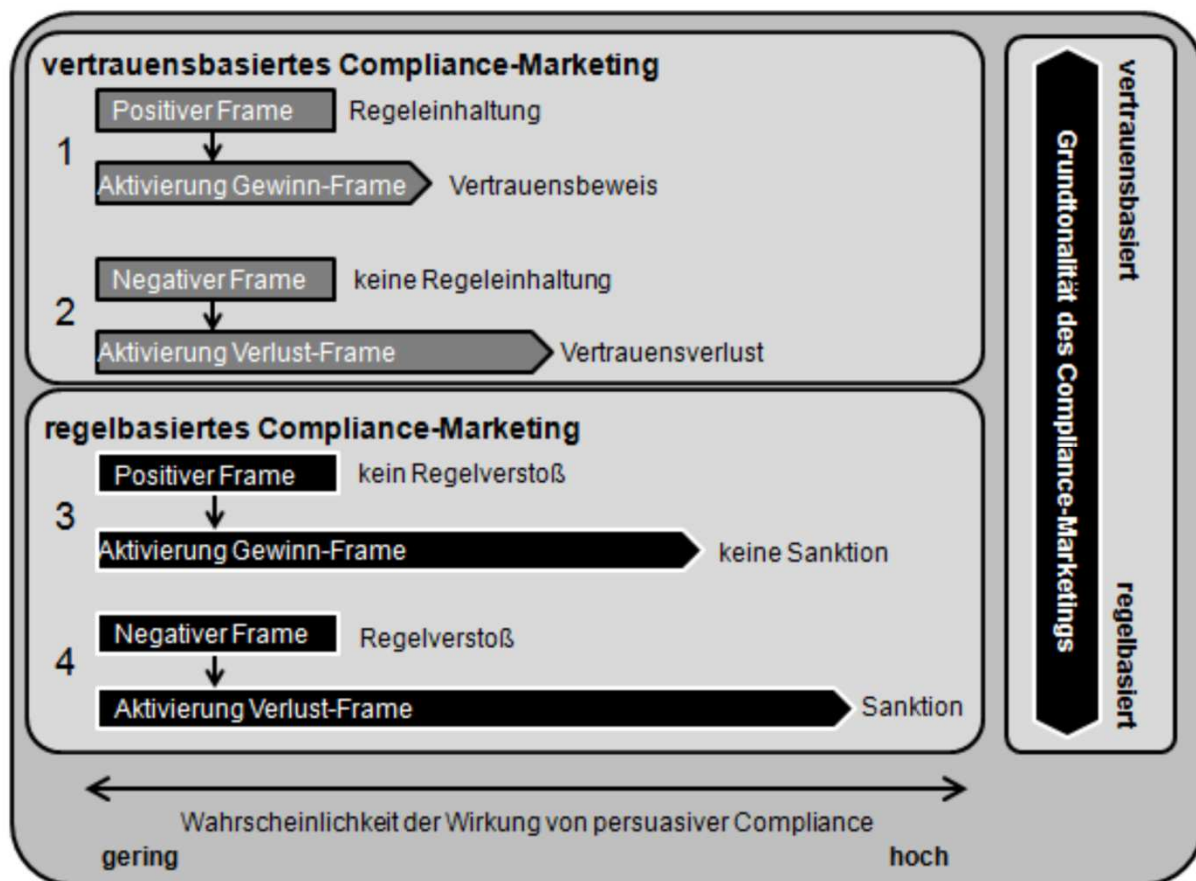 vertrauensbasiertes Compliance-Marketing
1
Positiver Frame
Regeleinhaltung
Aktivierung Gewinn-Frame
Vertrauensbeweis
2
Negativer Frame
keine Regeleinhaltung
Aktivierung Verlust-Frame
Vertrauensverlust
regelbasiertes Compliance-Marketing
3
Positiver Frame
kein Regelverstoß
Aktivierung Gewinn-Frame
keine Sanktion
4
Negativer Frame
Regelverstoß
Aktivierung Verlust-Frame
Sanktion
Wahrscheinlichkeit der Wirkung von persuasiver Compliance
gering
hoch
Grundtonalität des Compliance-Marketings
vertrauensbasiert
regelbasiert